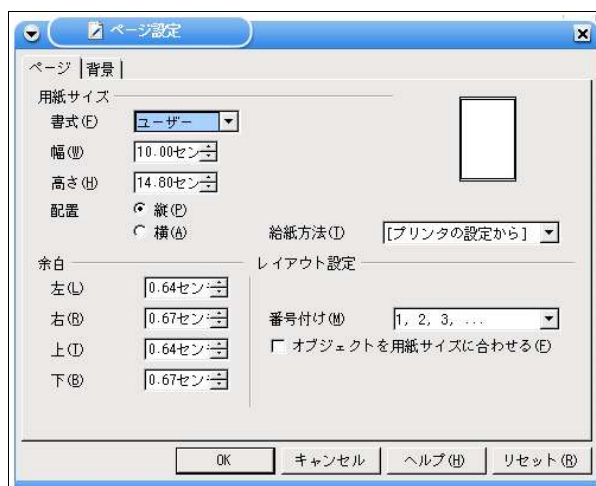 ページ設定
ページ 背景
用紙サイズ
書式(F) ユーザー
幅(W) 10.00セン
高さ(H) 14.80セン
配置 縦(P)
横(A)
給紙方法(I) [プリンタの設定から]
余白
左(L) 0.64セン
右(R) 0.67セン
上(T) 0.64セン
下(B) 0.67セン
レイアウト設定
番号付け(M) 1, 2, 3, ...
オブジェクトを用紙サイズに合わせる(F)
OK キャンセル ヘルプ(H) リセット(R)